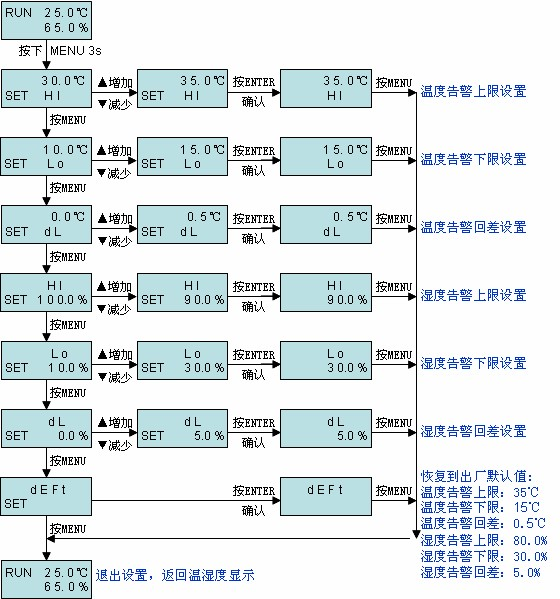 RUN 25.0℃
65.0%
按下 MENU 3s
30.0℃
SET HI
▲增加
▼减少
35.0℃
SET HI
按ENTER
确认
35.0℃
HI
按MENU
温度告警上限设置
按MENU
10.0℃
SET Lo
▲增加
▼减少
15.0℃
SET Lo
按ENTER
确认
15.0℃
Lo
按MENU
温度告警下限设置
按MENU
0.0℃
SET dL
▲增加
▼减少
0.5℃
SET dL
按ENTER
确认
0.5℃
dL
按MENU
温度告警回差设置
按MENU
HI
SET 100.0%
▲增加
▼减少
HI
SET 90.0%
按ENTER
确认
HI
90.0%
按MENU
湿度告警上限设置
按MENU
Lo
SET 10.0%
▲增加
▼减少
Lo
SET 30.0%
按ENTER
确认
Lo
30.0%
按MENU
湿度告警下限设置
按MENU
dL
SET 0.0%
▲增加
▼减少
dL
SET 5.0%
按ENTER
确认
dL
5.0%
按MENU
湿度告警回差设置
按MENU
dEFt
SET
按ENTER
确认
dEFt
按MENU
恢复到出厂默认值：
温度告警上限：35℃
温度告警下限：15℃
温度告警回差：0.5℃
湿度告警上限：80.0%
湿度告警下限：30.0%
湿度告警回差：5.0%
按MENU
RUN 25.0℃
65.0%
退出设置，返回温湿度显示